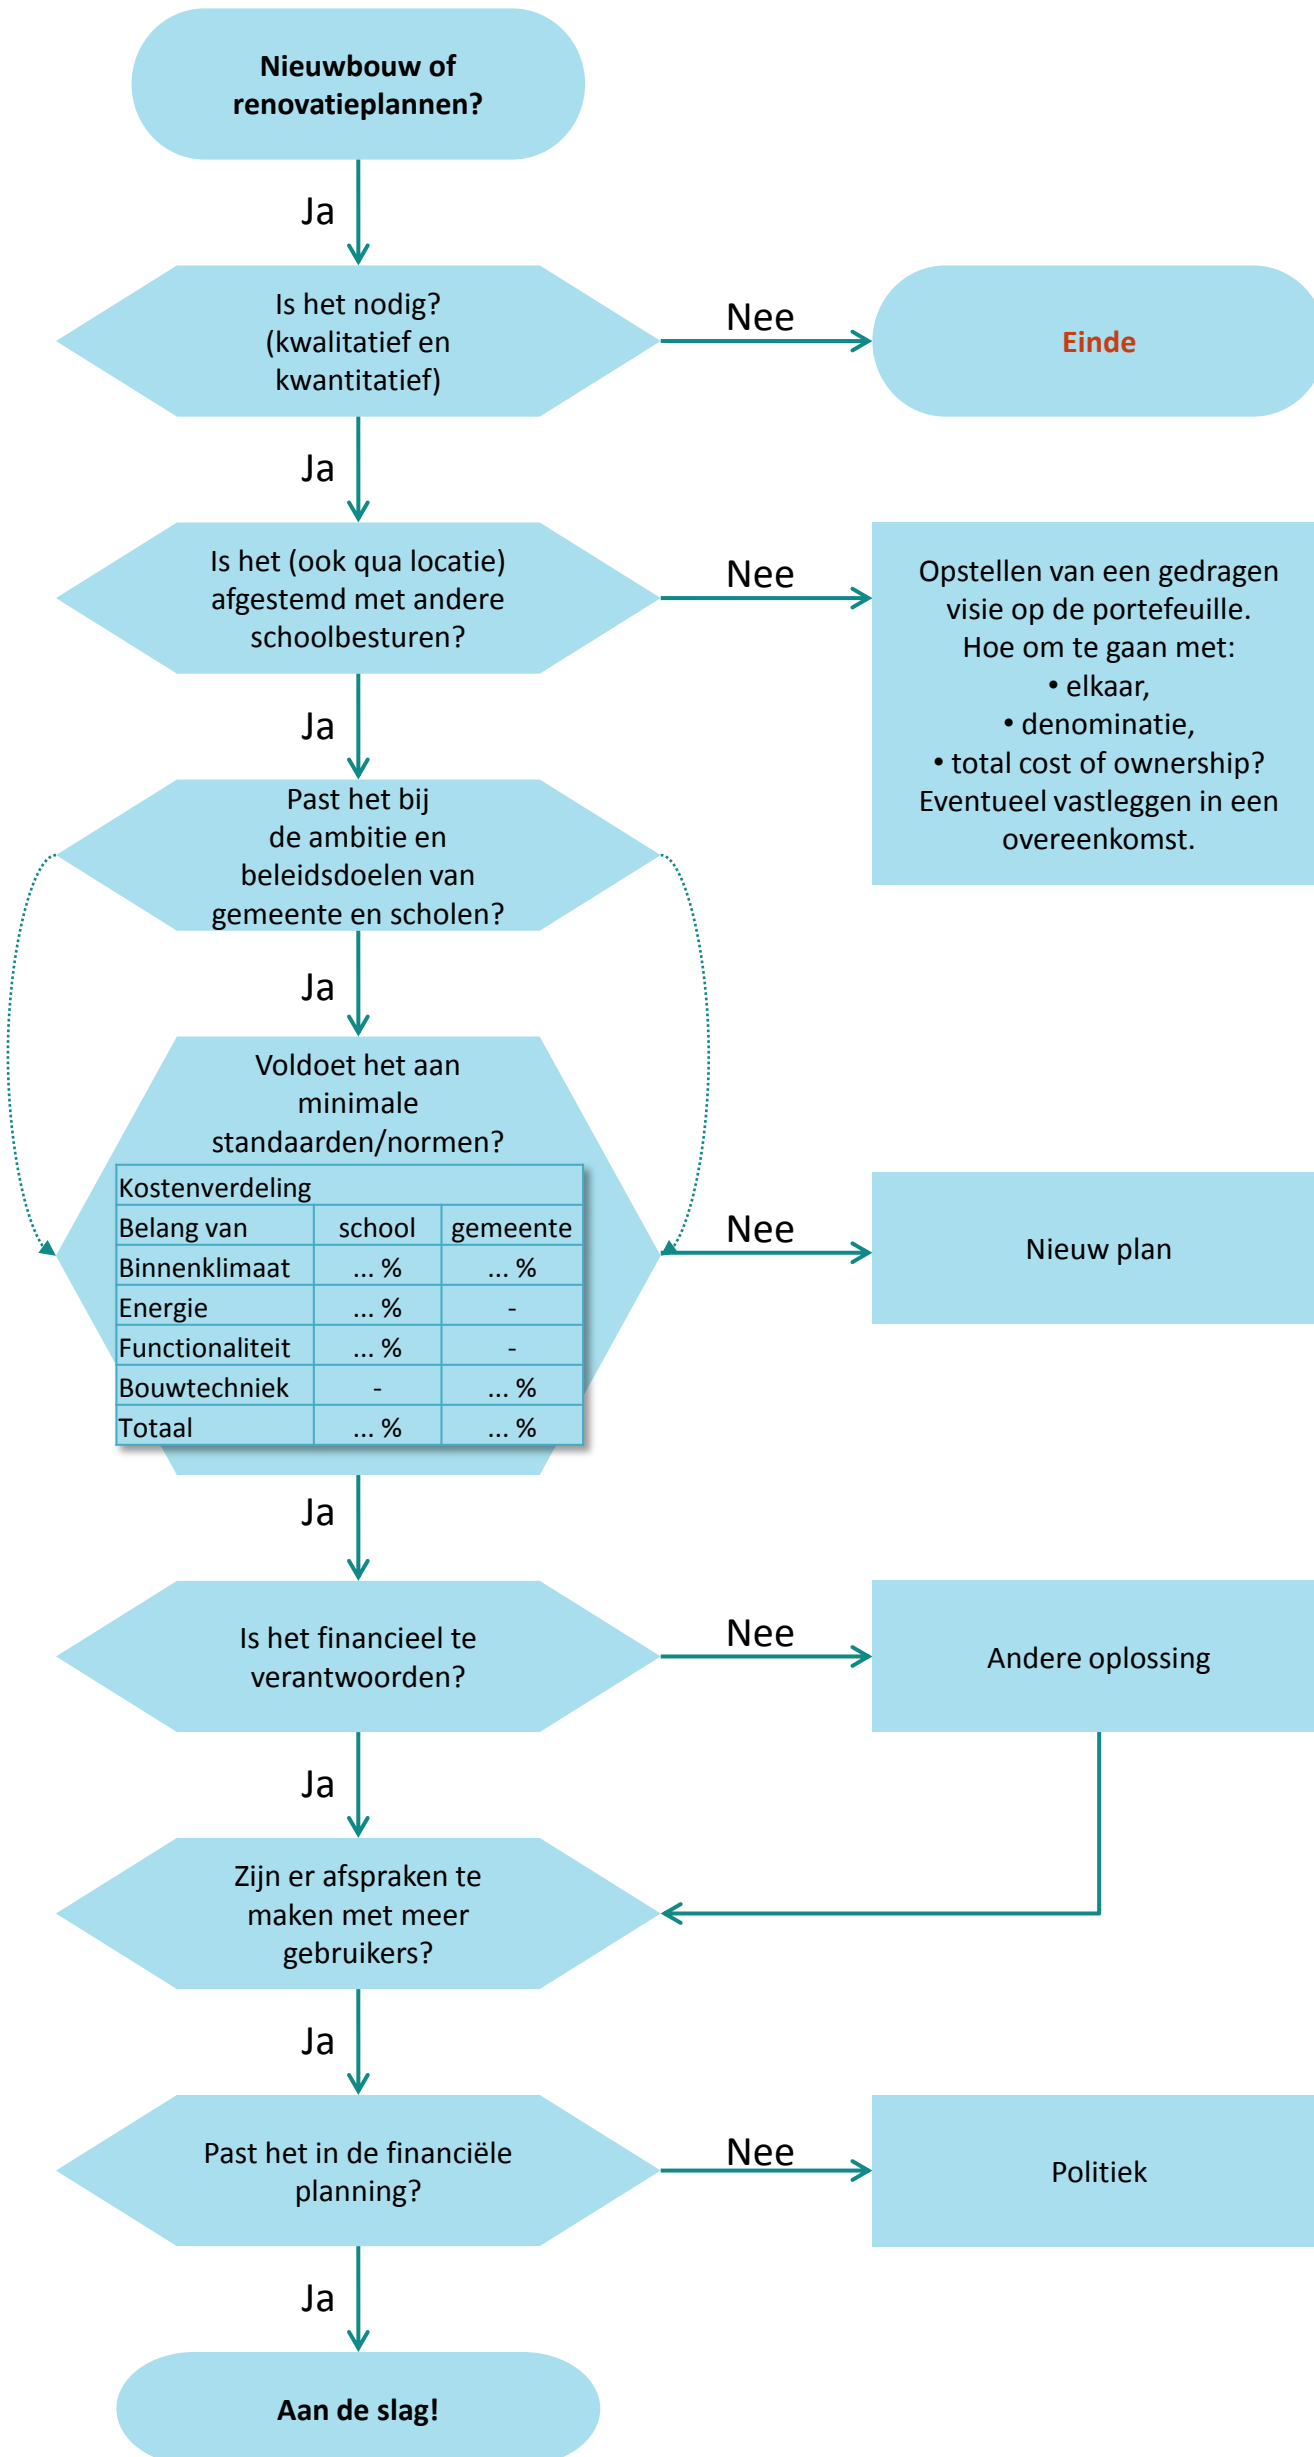 Nieuwbouw of
renovatieplannen?
Ja
Is het nodig?
(kwalitatief en
kwantitatief)
Nee
Einde
Ja
Is het (ook qua locatie)
afgestemd met andere
schoolbesturen?
Nee
Opstellen van een gedragen
visie op de portefeuille.
Hoe om te gaan met:
• elkaar,
• denominatie,
• total cost of ownership?
Eventueel vastleggen in een
overeenkomst.
Ja
Past het bij
de ambitie en
beleidsdoelen van
gemeente en scholen?
Ja
Voldoet het aan
minimale
standaarden/normen?
Kostenverdeling
Belang van school gemeente
Binnenklimaat ... % ... %
Energie ... % -
Functionaliteit ... % -
Bouwtechniek - ... %
Totaal ... % ... %
Nee
Nieuw plan
Ja
Is het financieel te
verantwoorden?
Nee
Andere oplossing
Ja
Zijn er afspraken te
maken met meer
gebruikers?
Ja
Past het in de financiële
planning?
Nee
Politiek
Ja
Aan de slag!